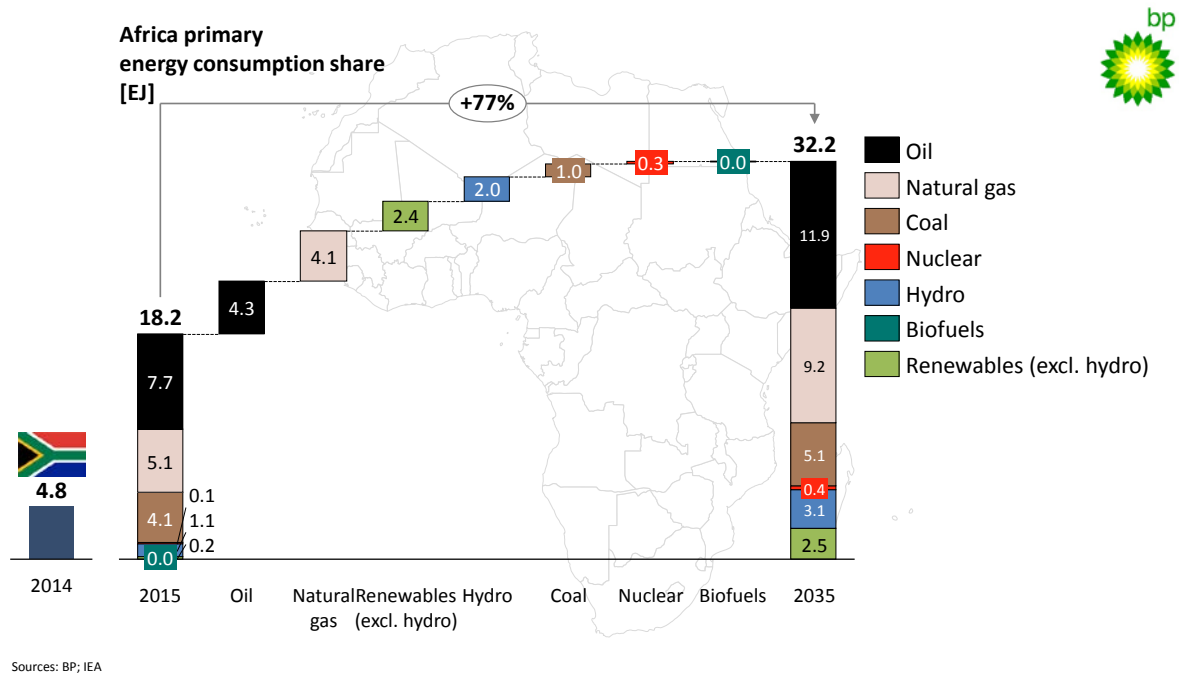 bp
Africa primary
energy consumption share
[EJ]
+77%
32.2
Oil
Natural gas
Coal
Nuclear
Hydro
Biofuels
Renewables (excl. hydro)
0.0
0.3
1.0
2.0
2.4
4.1
4.3
18.2
7.7
5.1
4.1
0.1
1.1
0.2
0.0
11.9
9.2
5.1
0.4
3.1
2.5
4.8
2014
2015
Oil
Natural
gas
Renewables
(excl. hydro)
Hydro
Coal
Nuclear
Biofuels
2035
Sources: BP; IEA